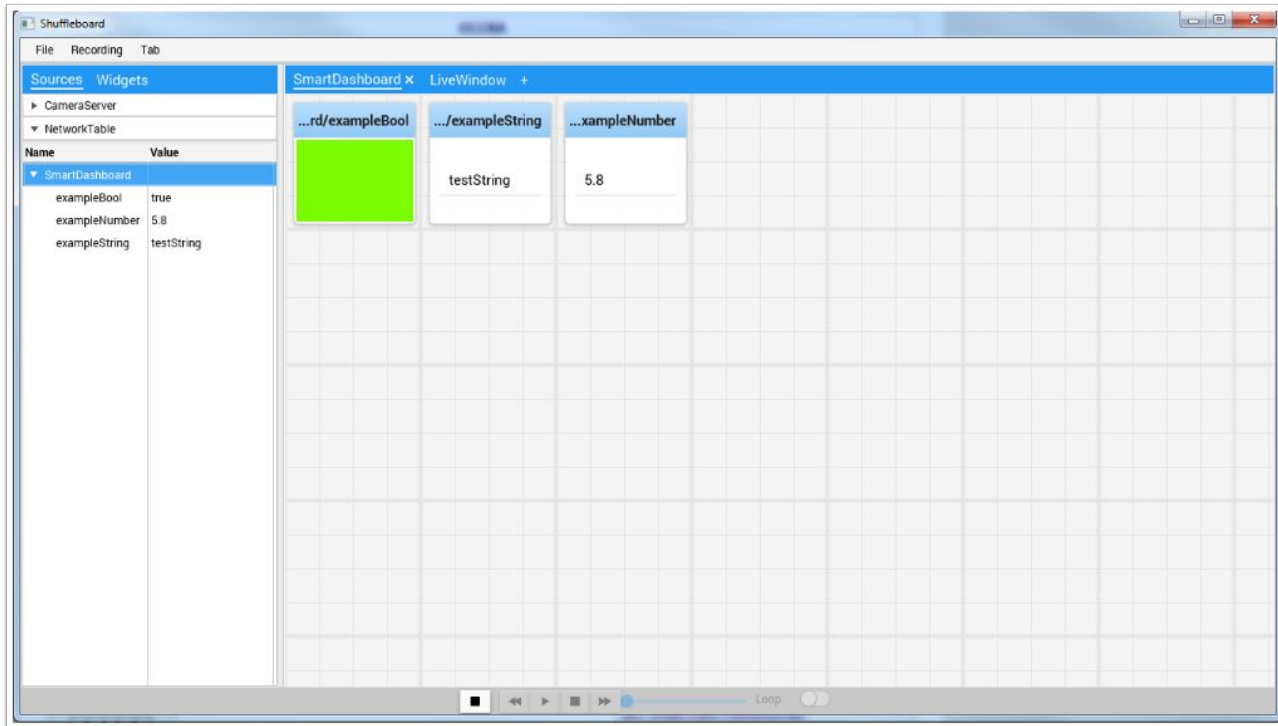 Shuffleboard
File Recording Tab
Sources Widgets
SmartDashboard × LiveWindow +
CameraServer
NetworkTable
Name Value
SmartDashboard
exampleBool true
exampleNumber 5.8
exampleString testString
...rd/exampleBool
.../exampleString
testString
...xampleNumber
5.8
Loop